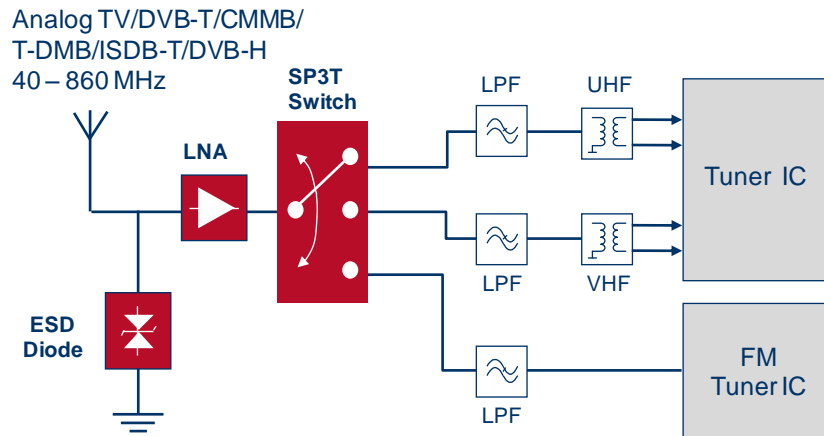 Analog TV/DVB-T/CMMB/
T-DMB/ISDB-T/DVB-H
40 – 860 MHz
SP3T
Switch
LPF
UHF
LNA
Tuner IC
LPF
VHF
ESD
Diode
FM
Tuner IC
LPF